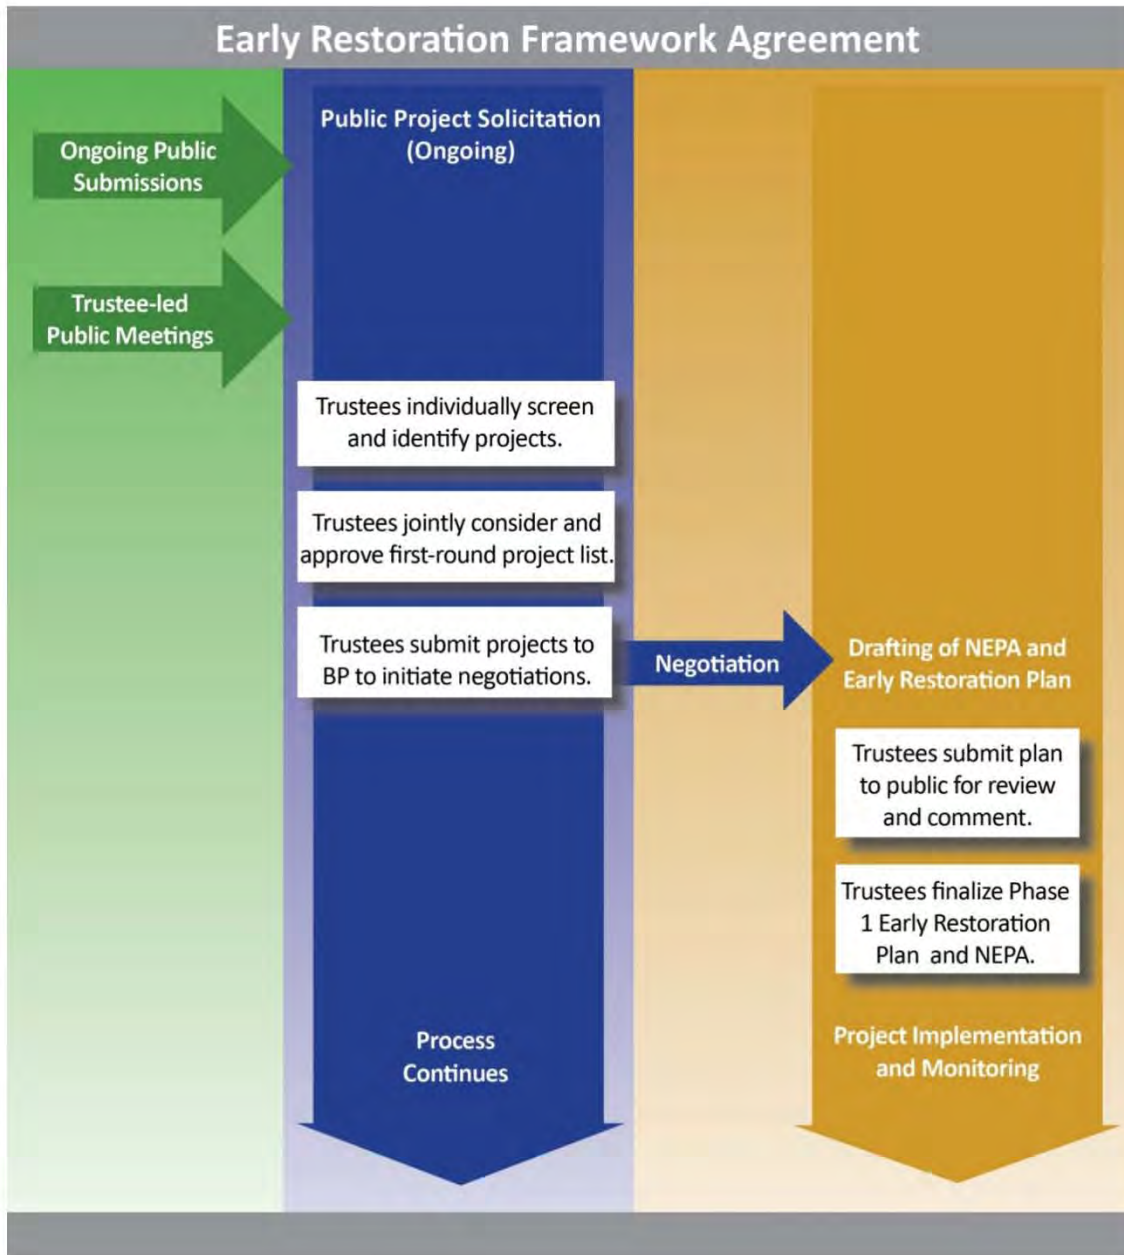 Early Restoration Framework Agreement
Ongoing Public
Submissions
Trustee-led
Public Meetings
Public Project Solicitation
(Ongoing)
Trustees individually screen
and identify projects.
Trustees jointly consider and
approve first-round project list.
Trustees submit projects to
BP to initiate negotiations.
Process
Continues
Negotiation
Drafting of NEPA and
Early Restoration Plan
Trustees submit plan
to public for review
and comment.
Trustees finalize Phase
1 Early Restoration
Plan and NEPA.
Project Implementation
and Monitoring